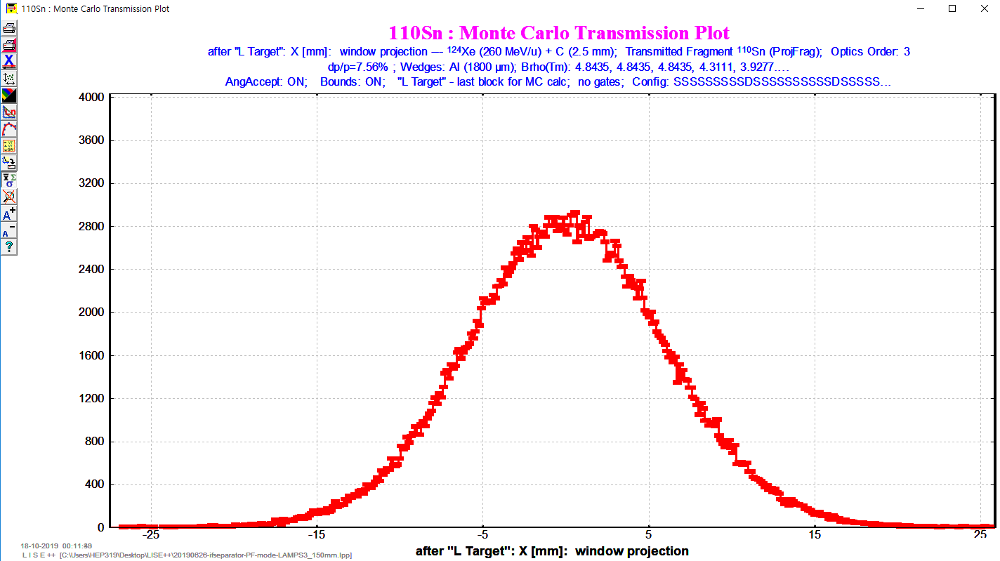 110Sn : Monte Carlo Transmission Plot
110Sn : Monte Carlo Transmission Plot
after "L Target": X [mm]: window projection --- ¹²⁴Xe (260 MeV/u) + C (2.5 mm); Transmitted Fragment ¹¹⁰Sn (ProjFrag); Optics Order: 3
dp/p=7.56% ; Wedges: Al (1800 µm); Brho(Tm): 4.8435, 4.8435, 4.8435, 4.3111, 3.9277....
AngAccept: ON; Bounds: ON; "L Target" - last block for MC calc; no gates; Config: SSSSSSSSSDSSSSSSSSSSDSSSSS...
4000
3600
3200
2800
2400
2000
1600
1200
800
400
0
-25 -15 -5 5 15 25
after "L Target": X [mm]: window projection
18-10-2019
L I S E ++ [C:\Users\HEP319\Desktop\LISE++\20190626-ifseparator-PF-mode-LAMPS3_150mm.lpp]